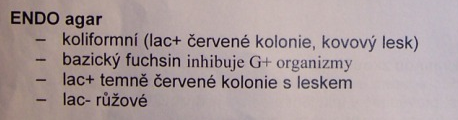 ENDO agar
– koliformní (lac+ červené kolonie, kovový lesk)
– bazický fuchsin inhibuje G+ organizmy
– lac+ temně červené kolonie s leskem
– lac- růžové